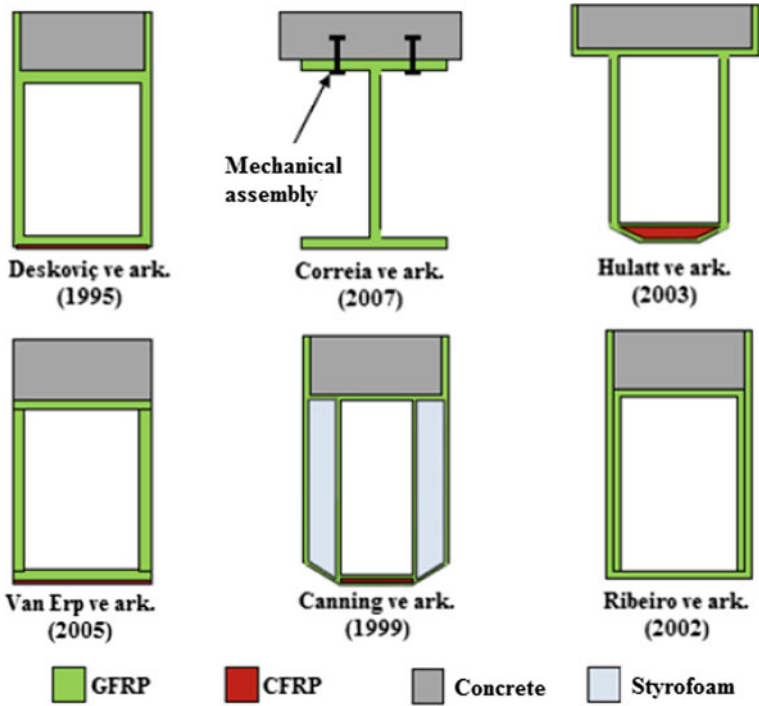 Mechanical
assembly
Deskoviç ve ark.
(1995)
Correia ve ark.
(2007)
Hulatt ve ark.
(2003)
Van Erp ve ark.
(2005)
Canning ve ark.
(1999)
Ribeiro ve ark.
(2002)
GFRP
CFRP
Concrete
Styrofoam